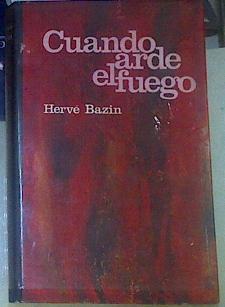 Cuando
arde
el fuego
Hervé Bazin